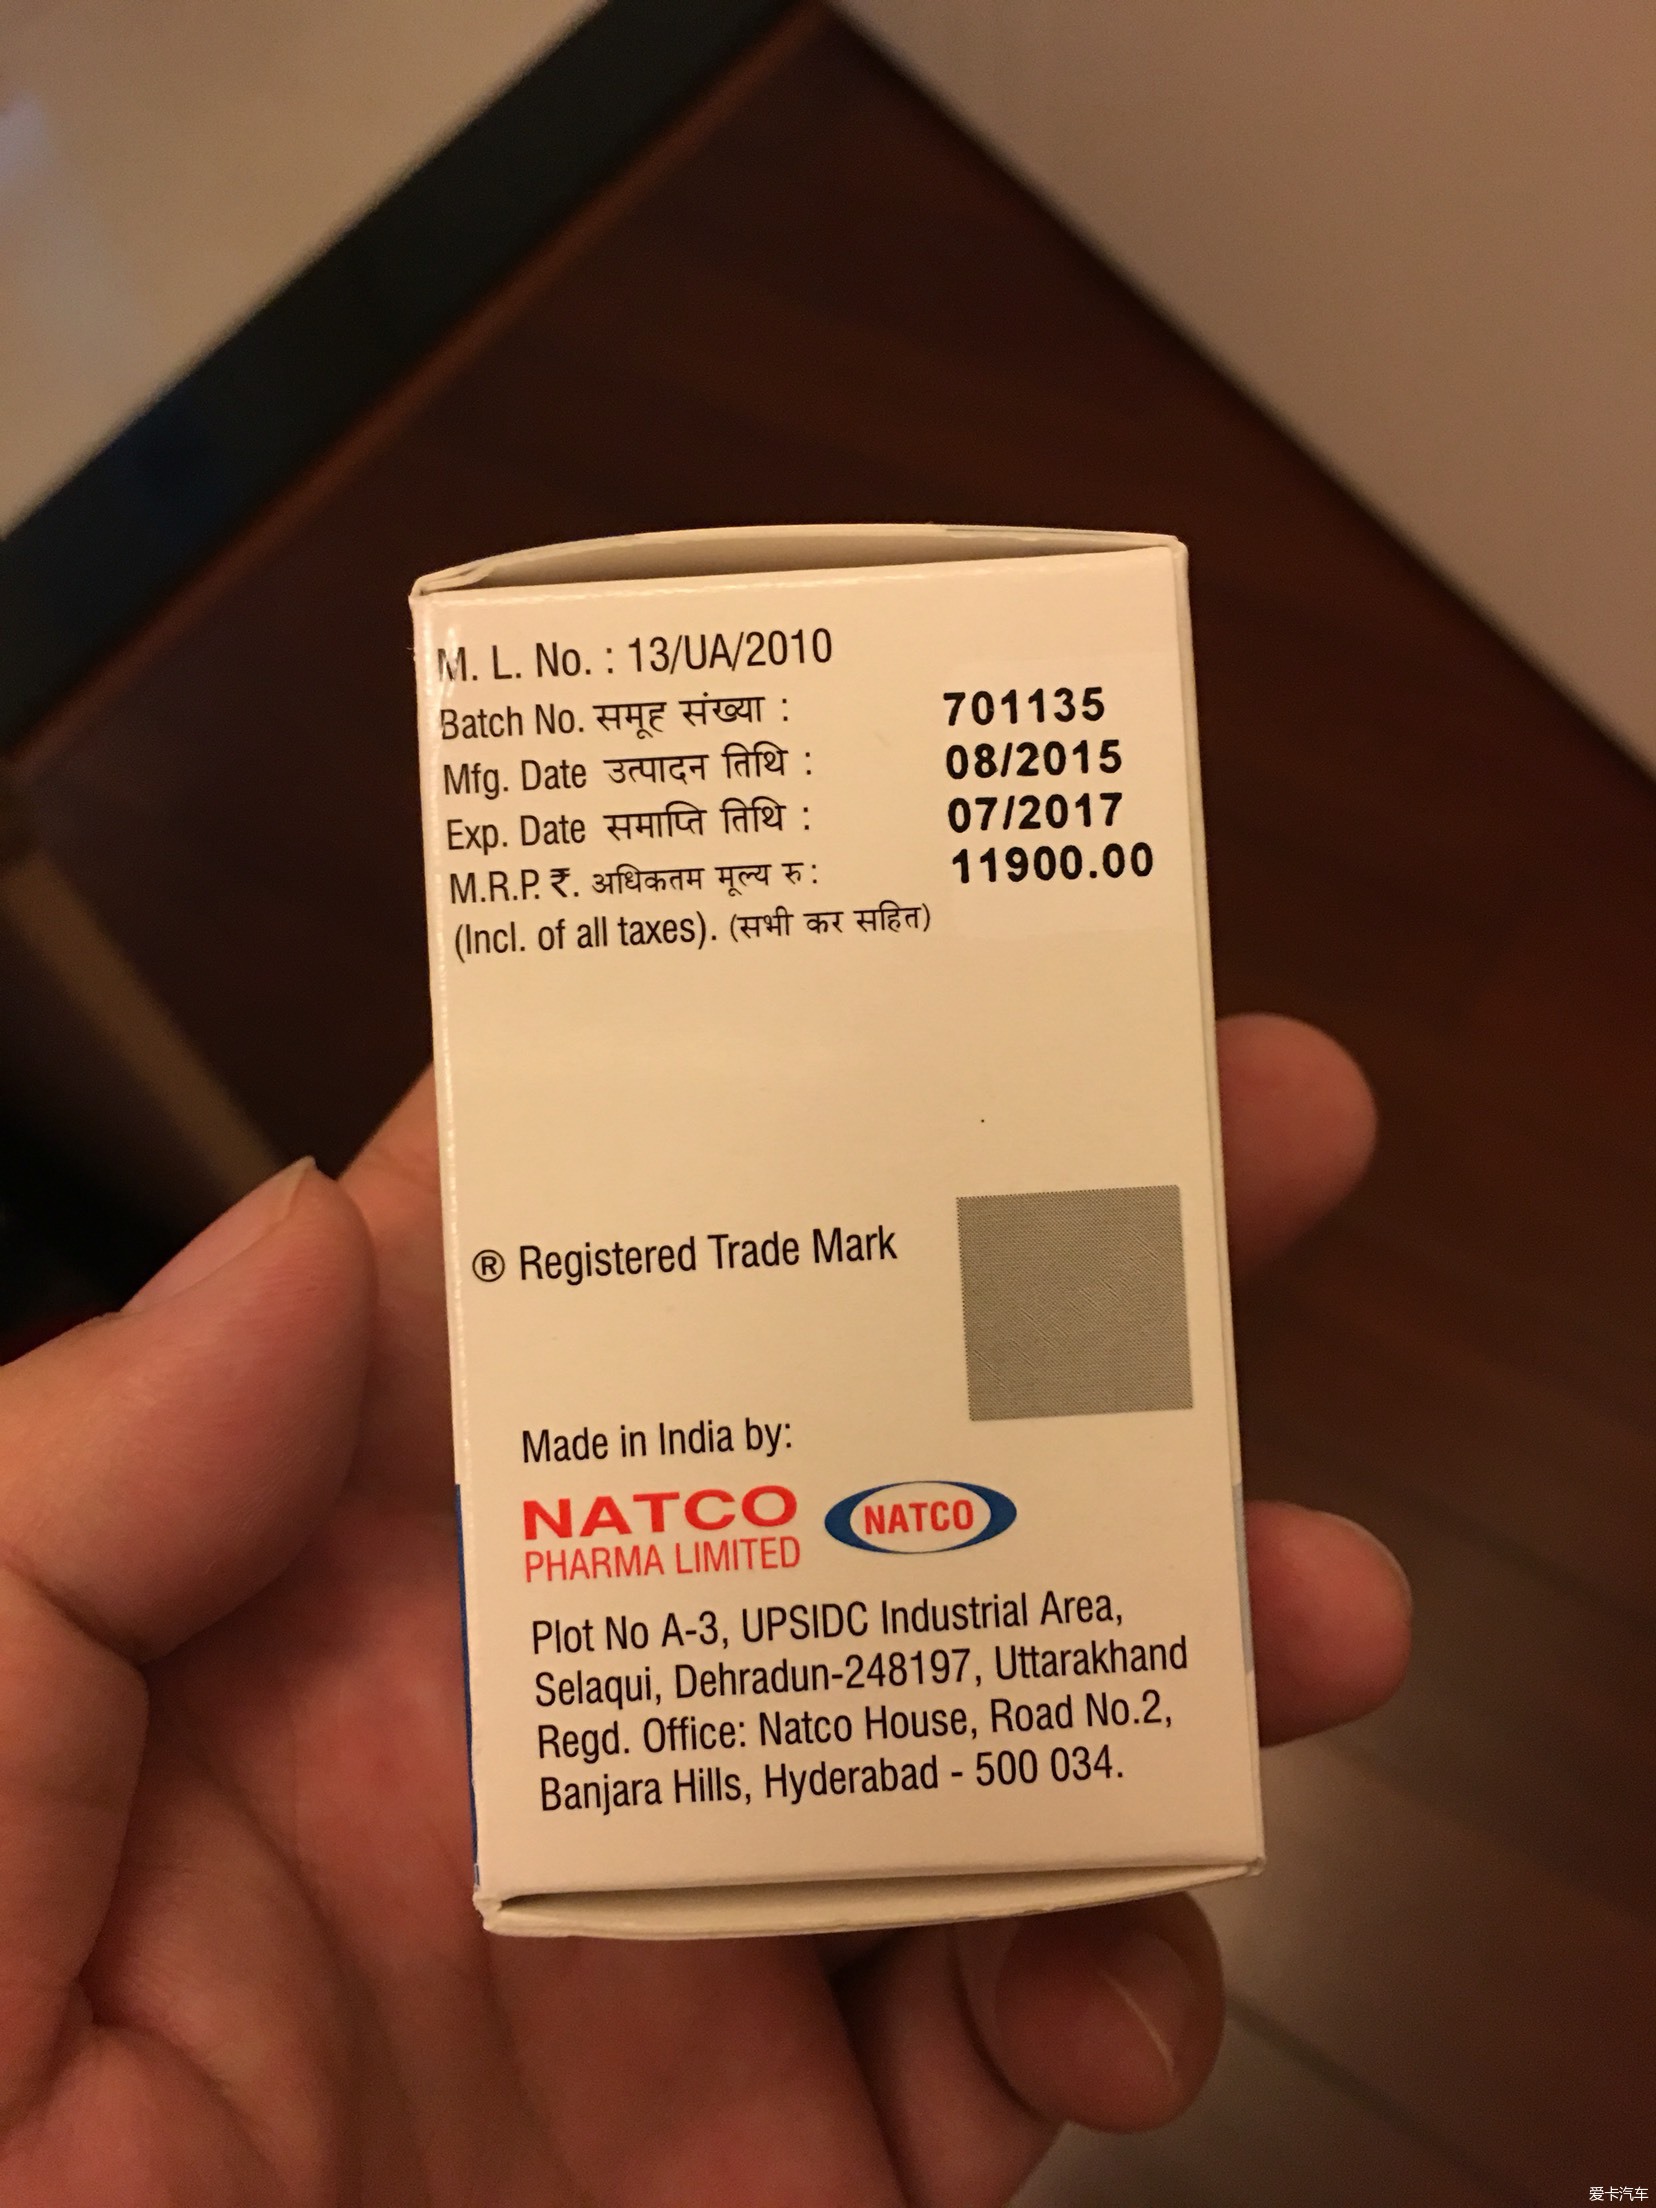 M. L. No. : 13/UA/2010
Batch No. समूह संख्या : 701135
Mfg. Date उत्पादन तिथि : 08/2015
Exp. Date समाप्ति तिथि : 07/2017
M.R.P. ₹. अधिकतम मूल्य रु : 11900.00
(Incl. of all taxes). (सभी कर सहित)
® Registered Trade Mark
Made in India by:
NATCO NATCO
PHARMA LIMITED
Plot No A-3, UPSIDC Industrial Area,
Selaqui, Dehradun-248197, Uttarakhand
Regd. Office: Natco House, Road No.2,
Banjara Hills, Hyderabad - 500 034.
爱卡汽车